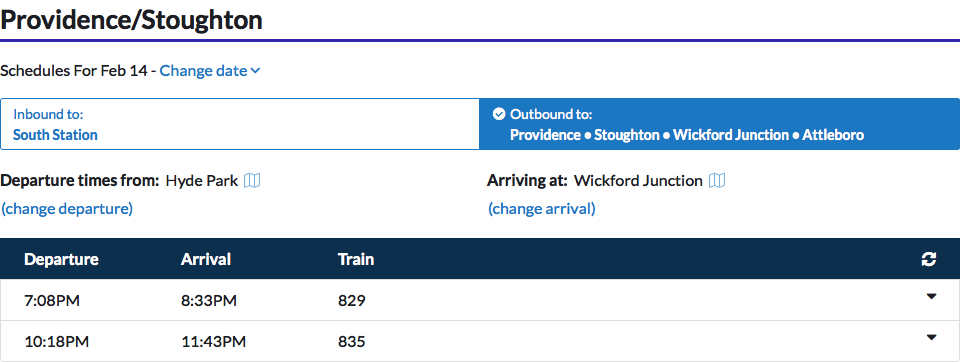 Providence/Stoughton
Schedules For Feb 14 - Change date
Inbound to:
South Station
Outbound to:
Providence • Stoughton • Wickford Junction • Attleboro
Departure times from: Hyde Park
(change departure)
Arriving at: Wickford Junction
(change arrival)
Departure Arrival Train
7:08PM 8:33PM 829
10:18PM 11:43PM 835